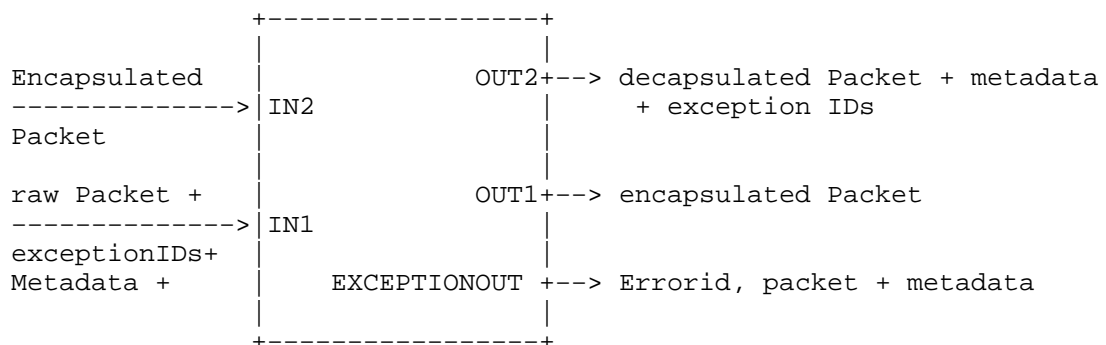 Encapsulated OUT2 --> decapsulated Packet + metadata
--------------> IN2 + exception IDs
Packet
raw Packet + OUT1 --> encapsulated Packet
--------------> IN1
exceptionIDs+
Metadata + EXCEPTIONOUT --> Errorid, packet + metadata